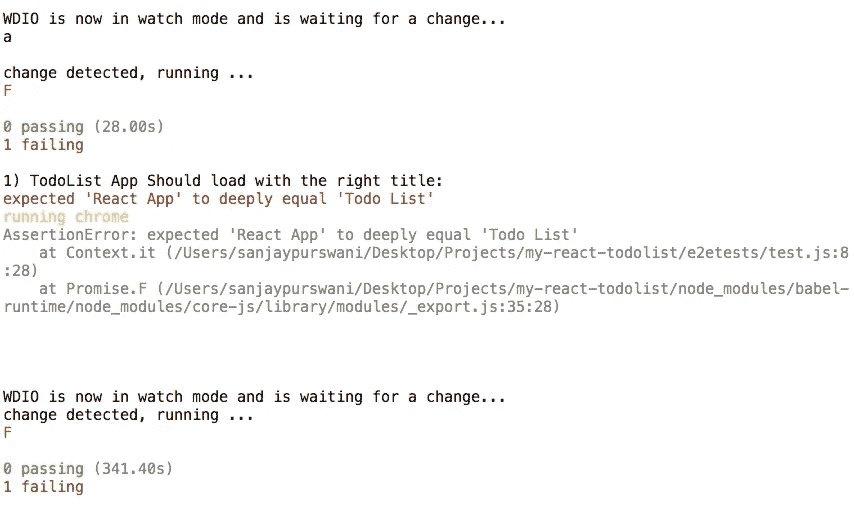 WDIO is now in watch mode and is waiting for a change...
a
change detected, running ...
F
0 passing (28.00s)
1 failing
1) TodoList App Should load with the right title:
expected 'React App' to deeply equal 'Todo List'
running chrome
AssertionError: expected 'React App' to deeply equal 'Todo List'
    at Context.it (/Users/sanjaypurswani/Desktop/Projects/my-react-todolist/e2etests/test.js:8
:28)
    at Promise.F (/Users/sanjaypurswani/Desktop/Projects/my-react-todolist/node_modules/babel-
runtime/node_modules/core-js/library/modules/_export.js:35:28)
WDIO is now in watch mode and is waiting for a change...
change detected, running ...
F
0 passing (341.40s)
1 failing